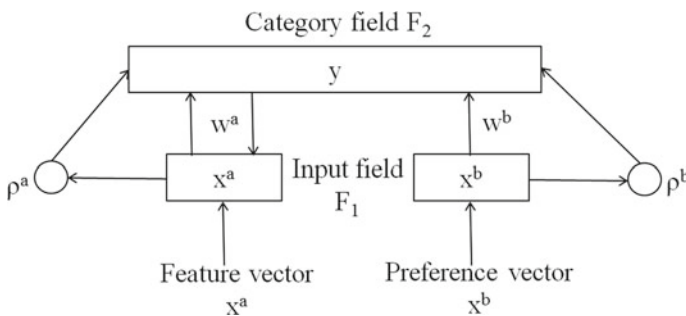 Category field F₂
y
wᵃ
wᵇ
ρᵃ
xᵃ
Input field
F₁
xᵇ
ρᵇ
Feature vector
xᵃ
Preference vector
xᵇ